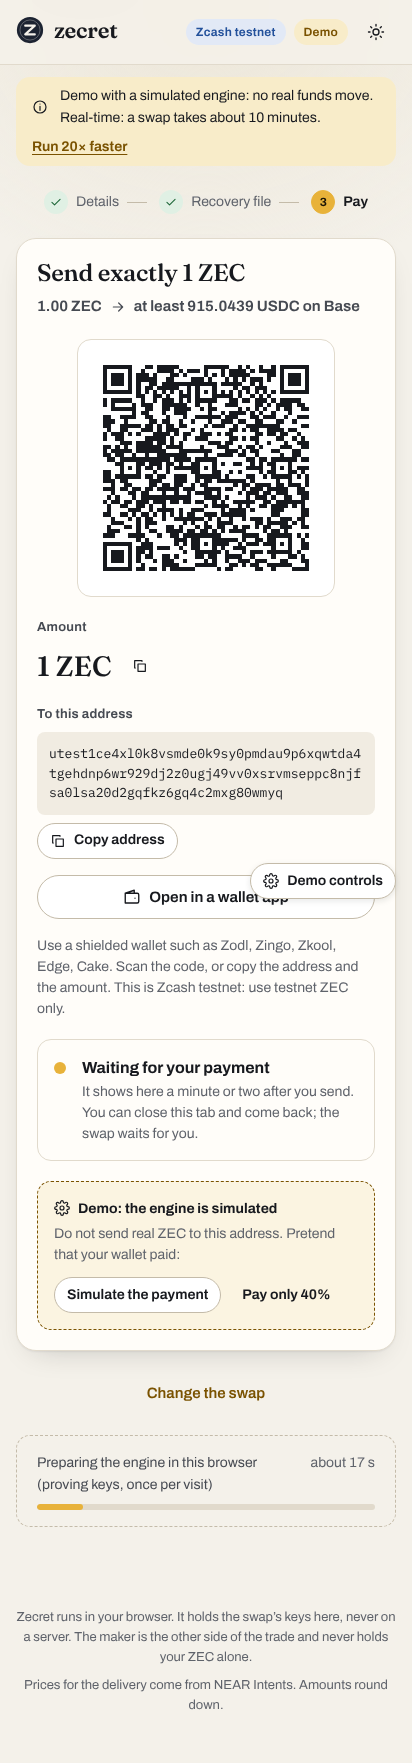 zecret
Zcash testnet
Demo
Demo with a simulated engine: no real funds move.
Real-time: a swap takes about 10 minutes.
Run 20× faster
Details
Recovery file
3 Pay
Send exactly 1 ZEC
1.00 ZEC → at least 915.0439 USDC on Base
Amount
1 ZEC
To this address
utest1ce4xl0k8vsmde0k9sy0pmdau9p6xqwtda4
tgehdnp6wr929dj2z0ugj49vv0xsrvmseppc8njf
sa0lsa20d2gqfkz6gq4c2mxg80wmyq
Copy address
Demo controls
Open in a wallet app
Use a shielded wallet such as Zodl, Zingo, Zkool,
Edge, Cake. Scan the code, or copy the address and
the amount. This is Zcash testnet: use testnet ZEC
only.
Waiting for your payment
It shows here a minute or two after you send.
You can close this tab and come back; the
swap waits for you.
Demo: the engine is simulated
Do not send real ZEC to this address. Pretend
that your wallet paid:
Simulate the payment
Pay only 40%
Change the swap
Preparing the engine in this browser
about 17 s
(proving keys, once per visit)
Zecret runs in your browser. It holds the swap's keys here, never on
a server. The maker is the other side of the trade and never holds
your ZEC alone.
Prices for the delivery come from NEAR Intents. Amounts round
down.